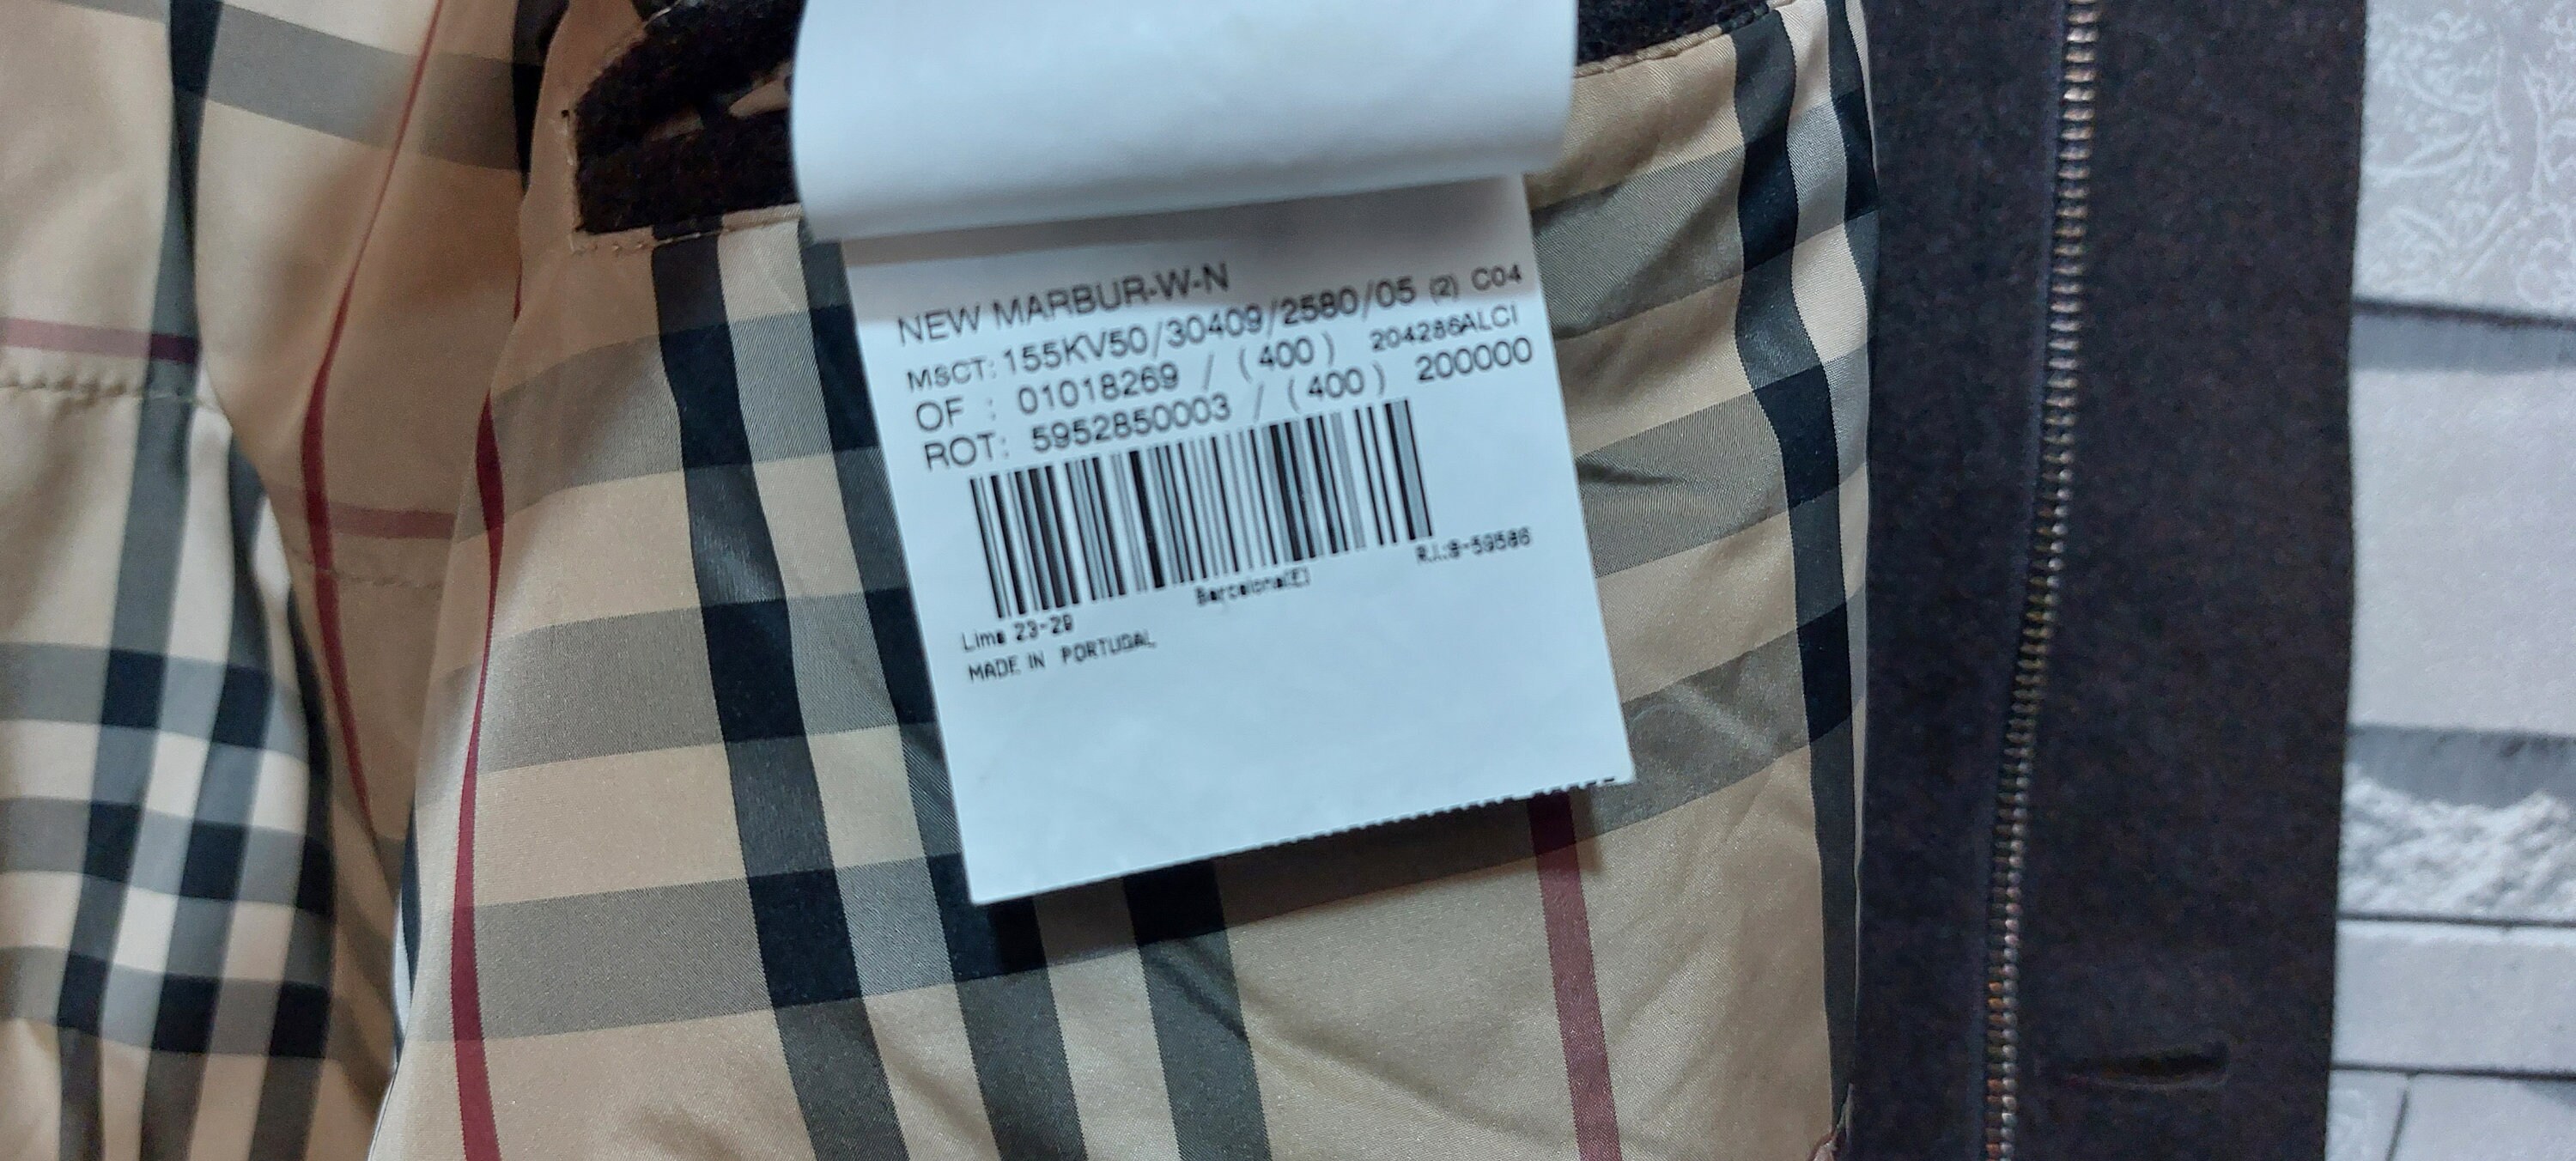 NEW MARBUR-W-N
MSCT: 155KV50/30409/2580/05 (2) C04
OF : 01018269 / (400) 204286ALCI
ROT: 5952850003 / (400) 200000
R.I.:8-59586
Barcelona(E)
Lime 23-29
MADE IN PORTUGAL